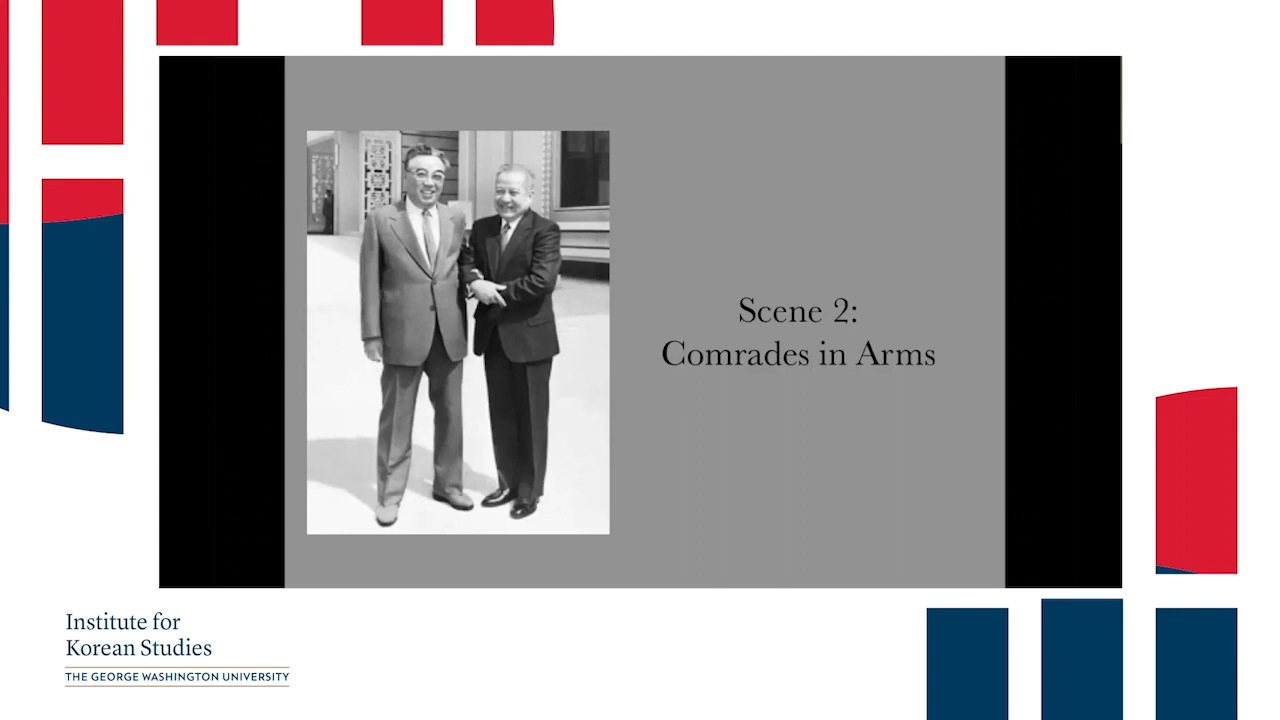 Scene 2:
Comrades in Arms
Institute for
Korean Studies
THE GEORGE WASHINGTON UNIVERSITY